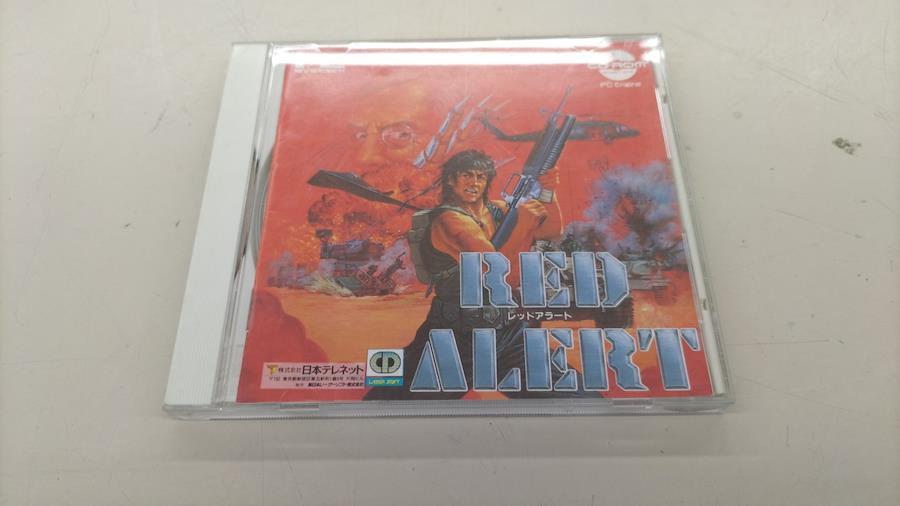 CD-ROM
PC Engine
RED
レッドアラート
ALERT
株式会社日本テレネット
LASER SOFT